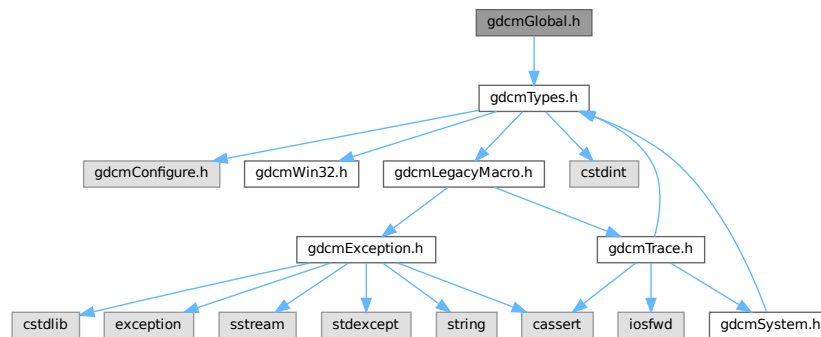 gdcmGlobal.h
gdcmTypes.h
gdcmConfigure.h
gdcmWin32.h
gdcmLegacyMacro.h
cstdint
gdcmException.h
gdcmTrace.h
cstdlib
exception
sstream
stdexcept
string
cassert
iosfwd
gdcmSystem.h